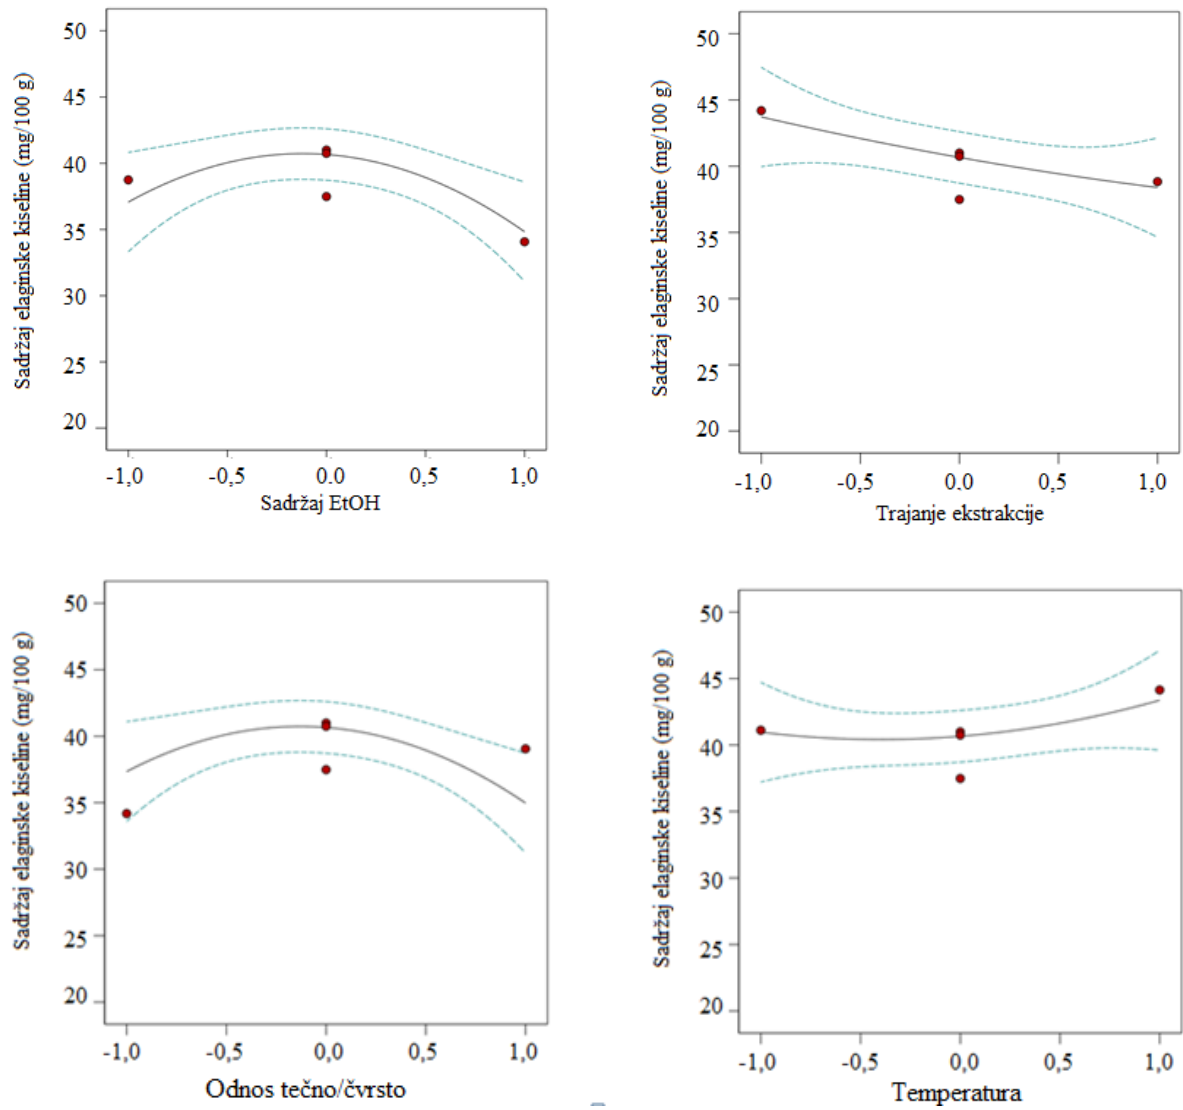 Sadržaj elaginske kiseline (mg/100 g)
50
45
40
35
30
25
20
-1,0 -0,5 0.0 0,5 1,0
Sadržaj EtOH
Sadržaj elaginske kiseline (mg/100 g)
50
45
40
35
30
25
20
-1,0 -0,5 0.0 0,5 1,0
Trajanje ekstrakcije
Sadržaj elaginske kiseline (mg/100 g)
50
45
40
35
30
25
20
-1,0 -0,5 0,0 0,5 1,0
Odnos tečno/čvrsto
Sadržaj elaginske kiseline (mg/100 g)
50
45
40
35
30
25
20
-1,0 -0,5 0,0 0,5 1,0
Temperatura